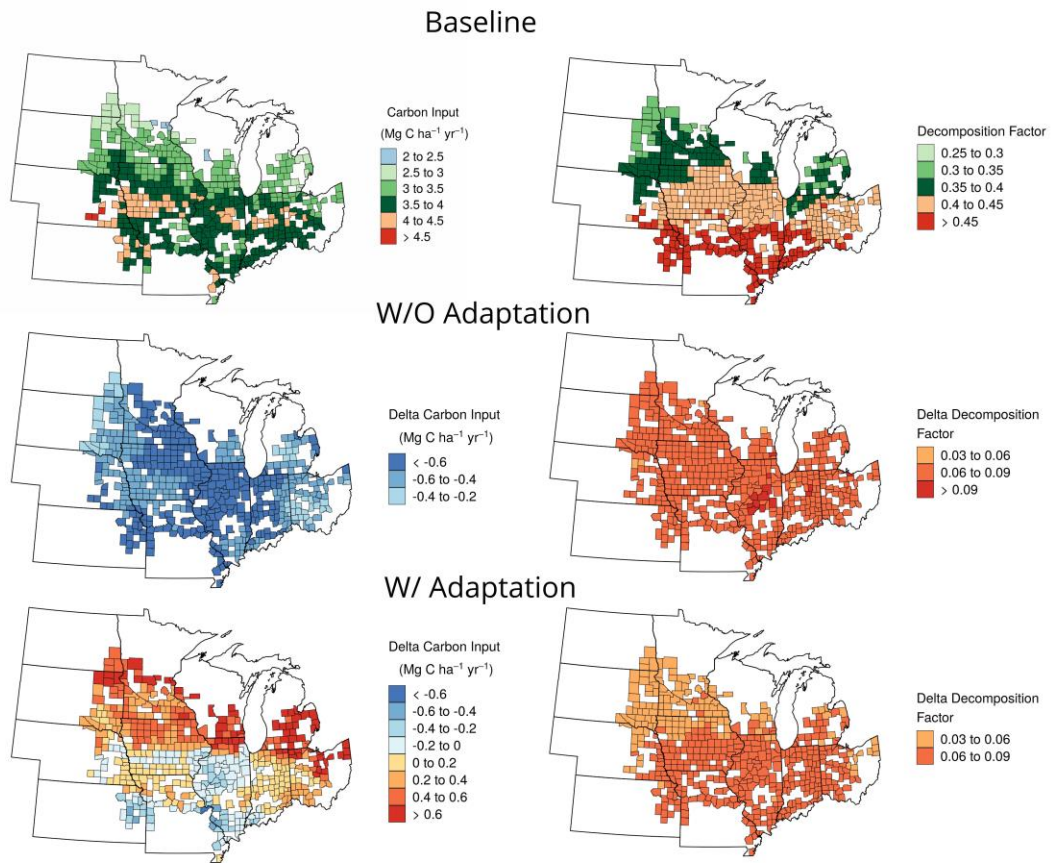 Baseline
Carbon Input
(Mg C ha⁻¹ yr⁻¹)
2 to 2.5
2.5 to 3
3 to 3.5
3.5 to 4
4 to 4.5
> 4.5
Decomposition Factor
0.25 to 0.3
0.3 to 0.35
0.35 to 0.4
0.4 to 0.45
> 0.45
W/O Adaptation
Delta Carbon Input
(Mg C ha⁻¹ yr⁻¹)
< -0.6
-0.6 to -0.4
-0.4 to -0.2
Delta Decomposition
Factor
0.03 to 0.06
0.06 to 0.09
> 0.09
W/ Adaptation
Delta Carbon Input
(Mg C ha⁻¹ yr⁻¹)
< -0.6
-0.6 to -0.4
-0.4 to -0.2
-0.2 to 0
0 to 0.2
0.2 to 0.4
0.4 to 0.6
> 0.6
Delta Decomposition
Factor
0.03 to 0.06
0.06 to 0.09